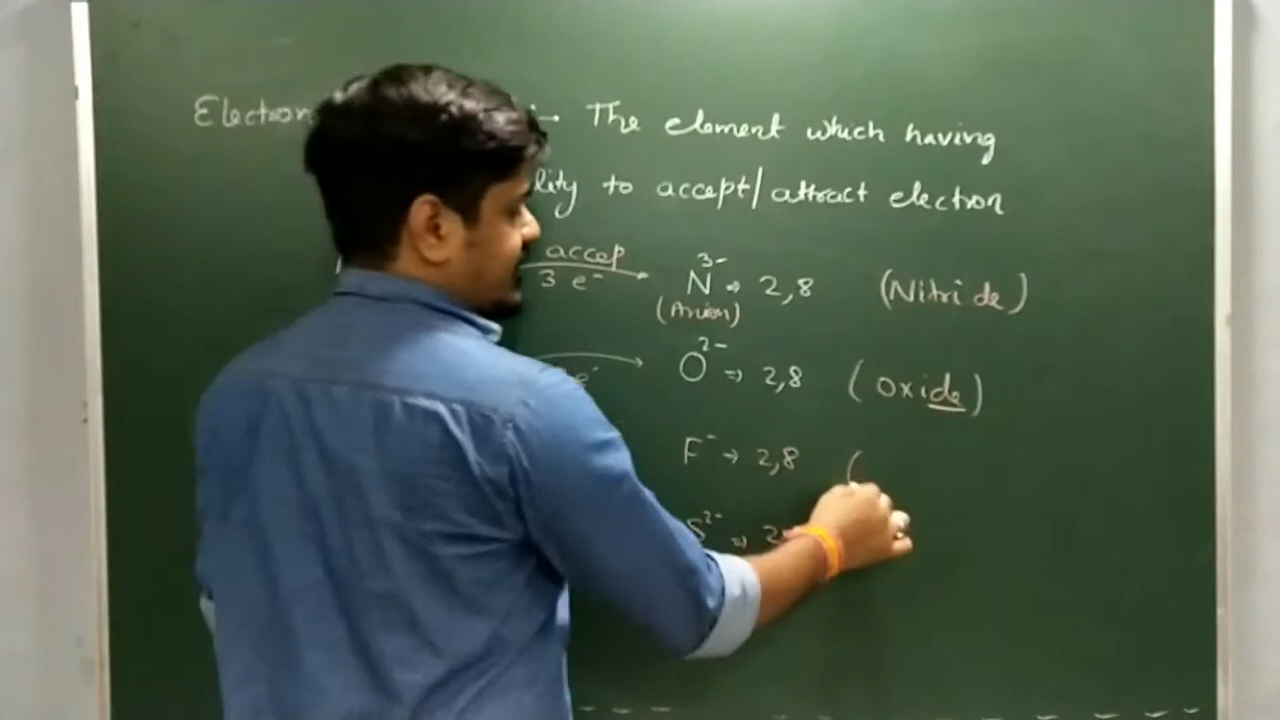 Electron :- The element which having
lity to accept/attract electron
accep
3 e⁻ N³⁻ → 2,8 (Nitride)
(Anion)
e⁻ O²⁻ ⇒ 2,8 (Oxide)
F⁻ → 2,8 (
S²⁻ ⇒ 2